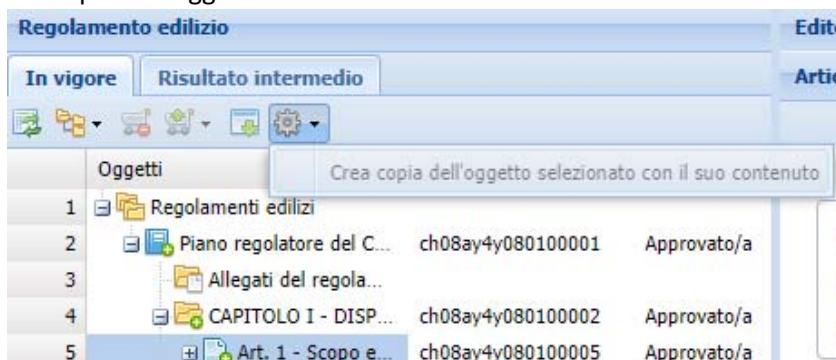 Regolamento edilizio
In vigore Risultato intermedio
Oggetti
Crea copia dell'oggetto selezionato con il suo contenuto
1 Regolamenti edilizi
2 Piano regolatore del C... ch08ay4y080100001 Approvato/a
3 Allegati del regola...
4 CAPITOLO I - DISP... ch08ay4y080100002 Approvato/a
5 Art. 1 - Scopo e... ch08ay4y080100005 Approvato/a